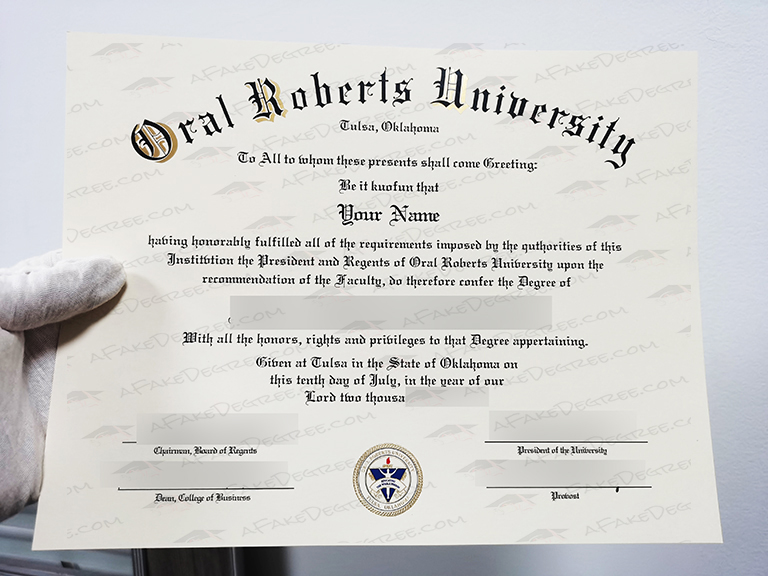 Oral Roberts University
Tulsa, Oklahoma
To All to whom these presents shall come Greeting:
Be it kuofun that
Your Name
having honorably fulfilled all of the requirements imposed by the quthorities of this
Institvtion the President and Regents of Oral Roberts University upon the
recommendation of the Faculty, do therefore confer the Degree of
With all the honors, rights and privileges to that Degree appertaining.
Given at Tulsa in the State of Oklahoma on
this tenth day of July, in the year of our
Lord two thousa
Chairman, Board of Regents
President of the University
Dean, College of Business
Provost
AFakeDegree.com